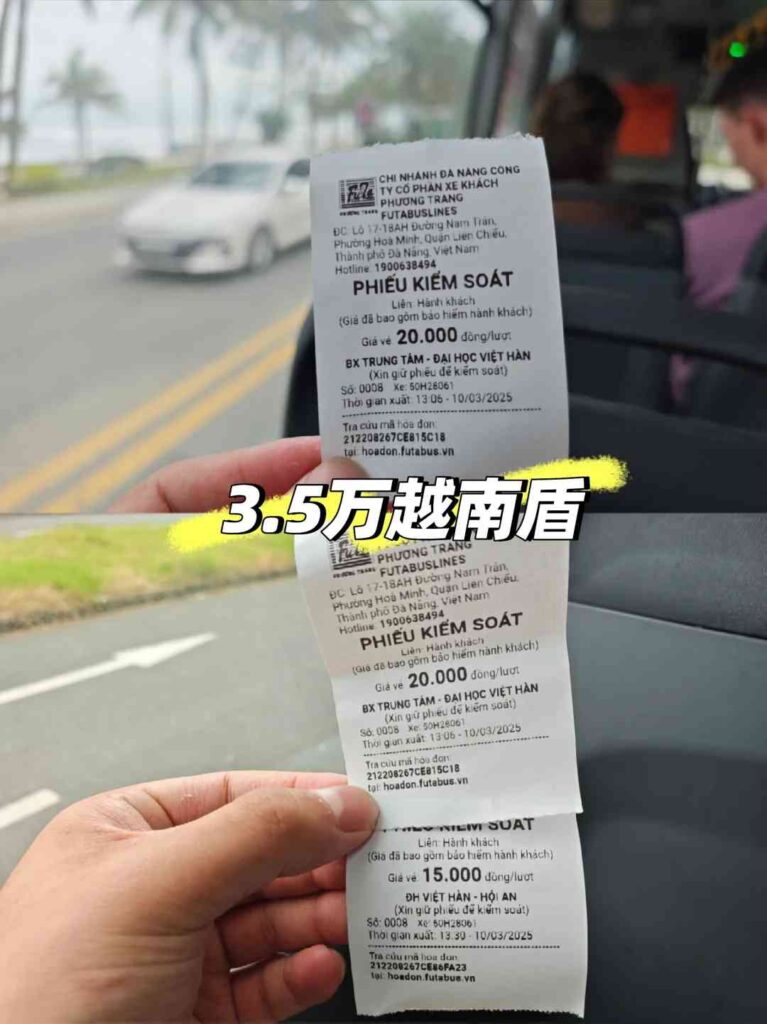 FuTa
PHƯƠNG TRANG
CHI NHÁNH ĐÀ NẴNG CÔNG
TY CỔ PHẦN XE KHÁCH
PHƯƠNG TRANG
FUTABUSLINES
ĐC: Lô 17-18AH Đường Nam Trân,
Phường Hoà Minh, Quận Liên Chiểu,
Thành phố Đà Nẵng, Việt Nam
Hotline: 1900638494
PHIẾU KIỂM SOÁT
Liên: Hành khách
(Giá đã bao gồm bảo hiểm hành khách)
Giá vé 20.000 đồng/lượt
BX TRUNG TÂM - ĐẠI HỌC VIỆT HÀN
(Xin giữ phiếu để kiểm soát)
Số: 0008 Xe: 50H28061
Thời gian xuất: 13:06 - 10/03/2025
Tra cứu mã hóa đơn:
212208267CE815C18
tại: hoadon.futabus.vn
3.5万越南盾
FuTa
PHƯƠNG TRANG
PHƯƠNG TRANG
FUTABUSLINES
ĐC: Lô 17-18AH Đường Nam Trân,
Phường Hoà Minh, Quận Liên Chiểu,
Thành phố Đà Nẵng, Việt Nam
Hotline: 1900638494
PHIẾU KIỂM SOÁT
Liên: Hành khách
(Giá đã bao gồm bảo hiểm hành khách)
Giá vé 20.000 đồng/lượt
BX TRUNG TÂM - ĐẠI HỌC VIỆT HÀN
(Xin giữ phiếu để kiểm soát)
Số: 0008 Xe: 50H28061
Thời gian xuất: 13:06 - 10/03/2025
Tra cứu mã hóa đơn:
212208267CE815C18
tại: hoadon.futabus.vn
PHIẾU KIỂM SOÁT
Liên: Hành khách
(Giá đã bao gồm bảo hiểm hành khách)
Giá vé 15.000 đồng/lượt
ĐH VIỆT HÀN - HỘI AN
(Xin giữ phiếu để kiểm soát)
Số: 0008 Xe: 50H28061
Thời gian xuất: 13:30 - 10/03/2025
Tra cứu mã hóa đơn:
212208267CE86FA23
tại: hoadon.futabus.vn